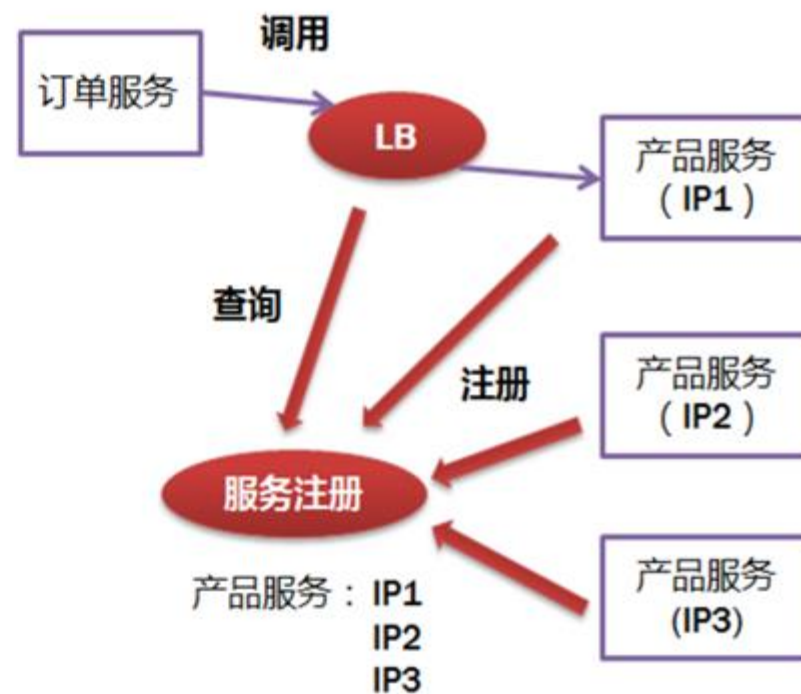 调用
订单服务
LB
产品服务
（ IP1 ）
查询
注册
产品服务
（ IP2 ）
服务注册
产品服务
(IP3)
产品服务： IP1
IP2
IP3